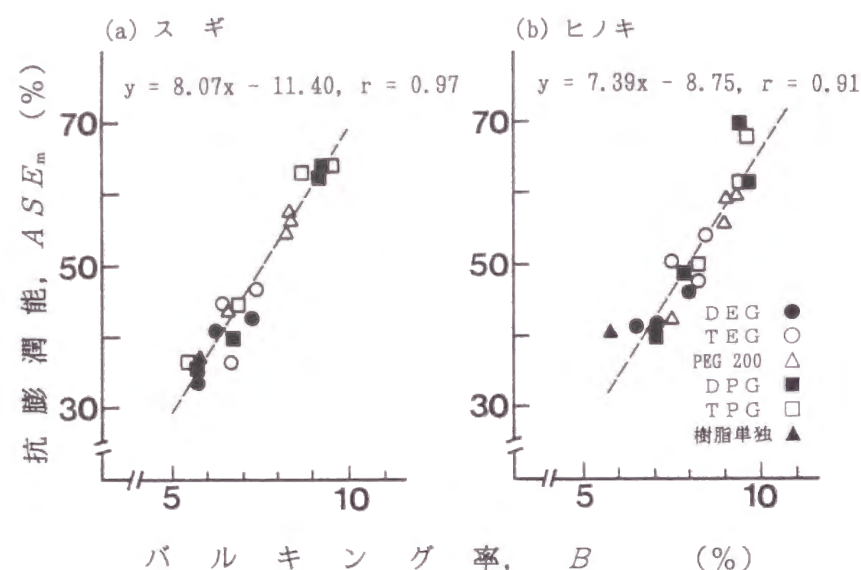 (a) ス ギ
y = 8.07x - 11.40, r = 0.97
(b) ヒノキ
y = 7.39x - 8.75, r = 0.91
抗 膨 潤 能, ASEm (%)
70
50
30
5
10
70
50
30
5
10
DEG
TEG
PEG 200
DPG
TPG
樹脂単独
バ ル キ ン グ 率, B (%)